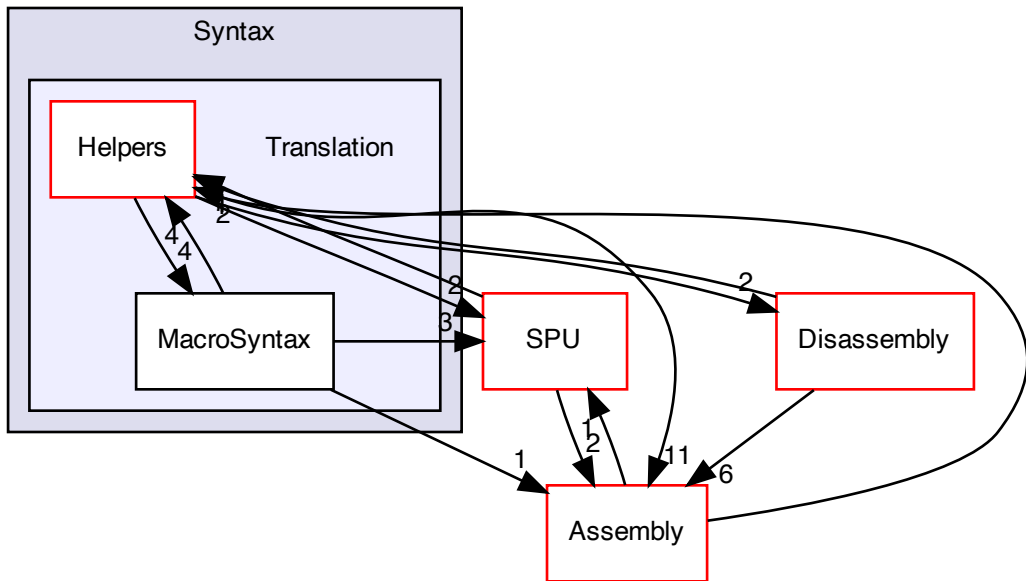 Syntax
Helpers
Translation
2
4
4
2
2
3
MacroSyntax
SPU
Disassembly
1
2
1
11
6
Assembly